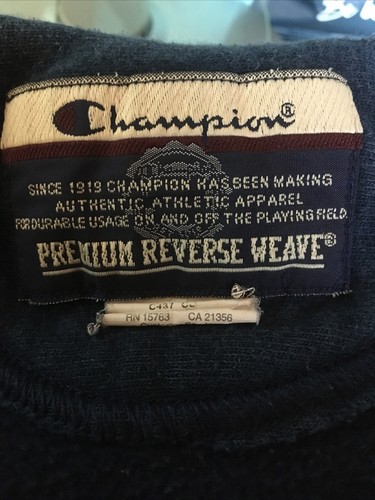 Champion®
SINCE 1919 CHAMPION HAS BEEN MAKING
AUTHENTIC ATHLETIC APPAREL
FOR DURABLE USAGE ON AND OFF THE PLAYING FIELD.
PREMIUM REVERSE WEAVE®
RN 15763 CA 21356